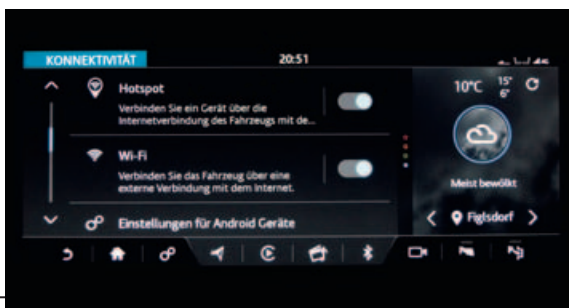 KONNEKTIVITÄT
20:51
4G
Hotspot
Verbinden Sie ein Gerät über die
Internetverbindung des Fahrzeugs mit de...
Wi-Fi
Verbinden Sie das Fahrzeug über eine
externe Verbindung mit dem Internet.
Einstellungen für Android Geräte
10°C
15°
6°
Meist bewölkt
Figlsdorf